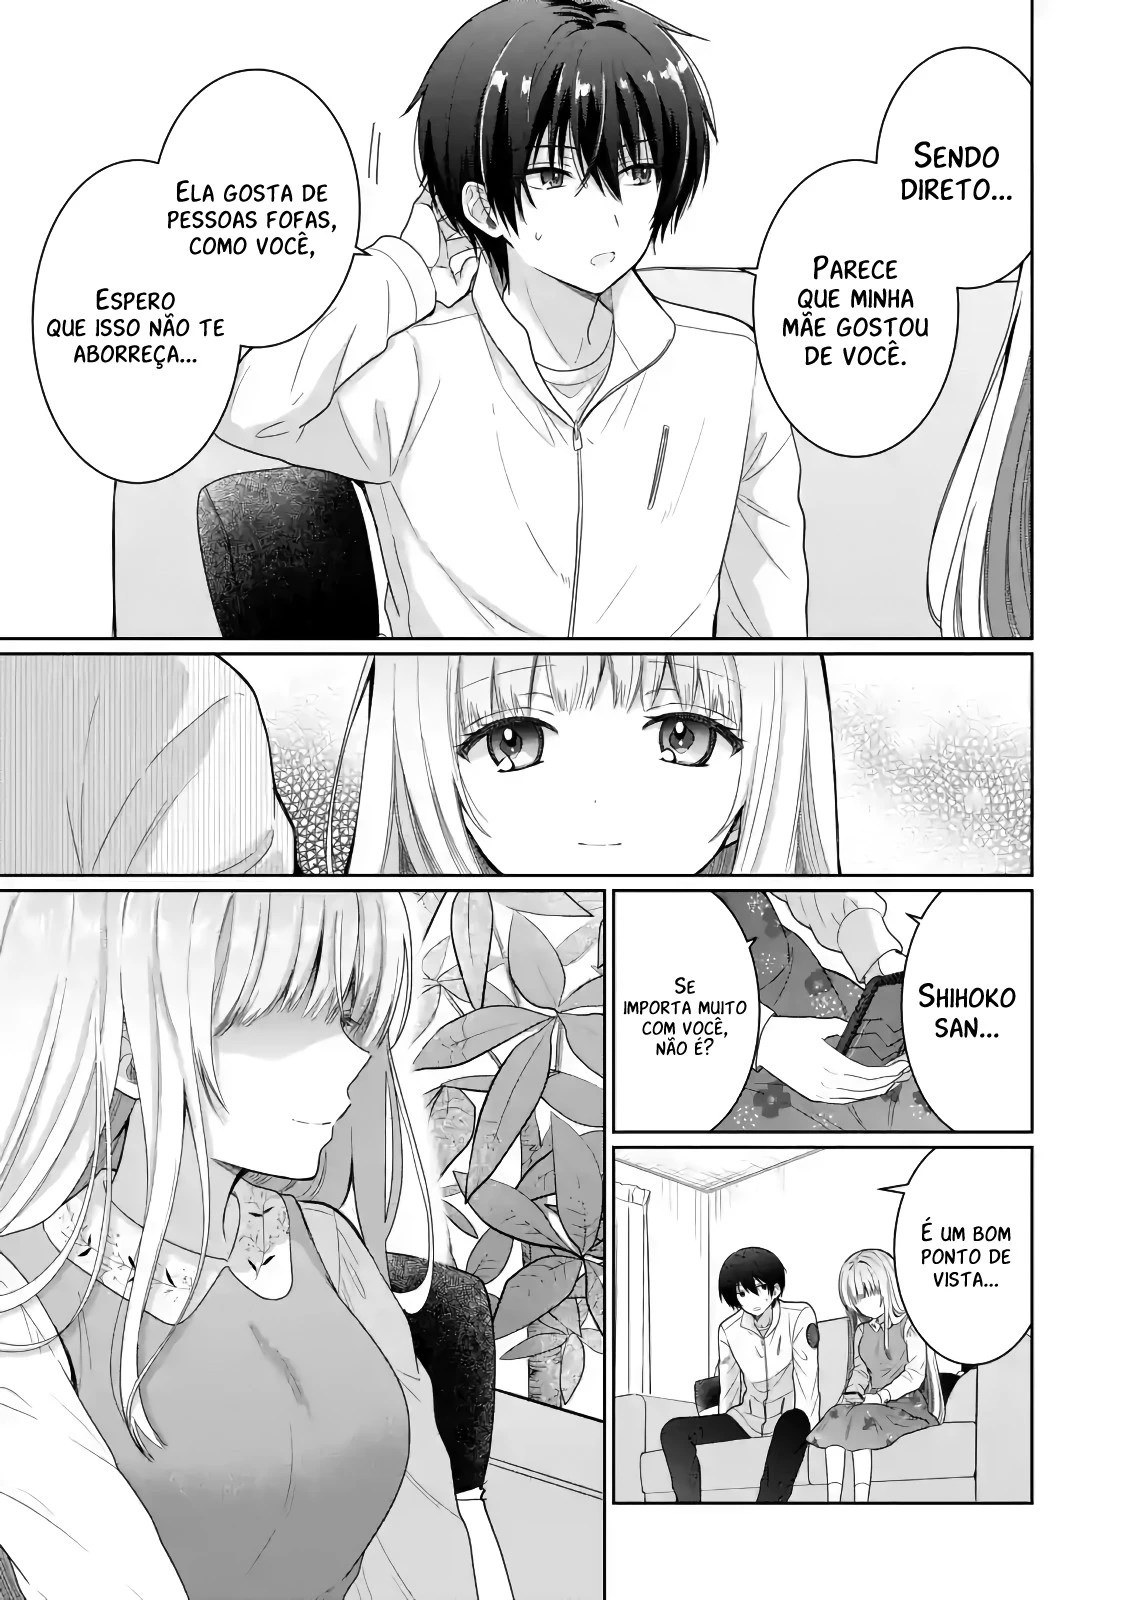 SENDO
DIRETO...
PARECE
QUE MINHA
MÃE GOSTOU
DE VOCÊ.
ELA GOSTA DE
PESSOAS FOFAS,
COMO VOCÊ,
ESPERO
QUE ISSO NÃO TE
ABORREÇA...
SHIHOKO
SAN...
SE
IMPORTA MUITO
COM VOCÊ,
NÃO É?
É UM BOM
PONTO DE
VISTA...